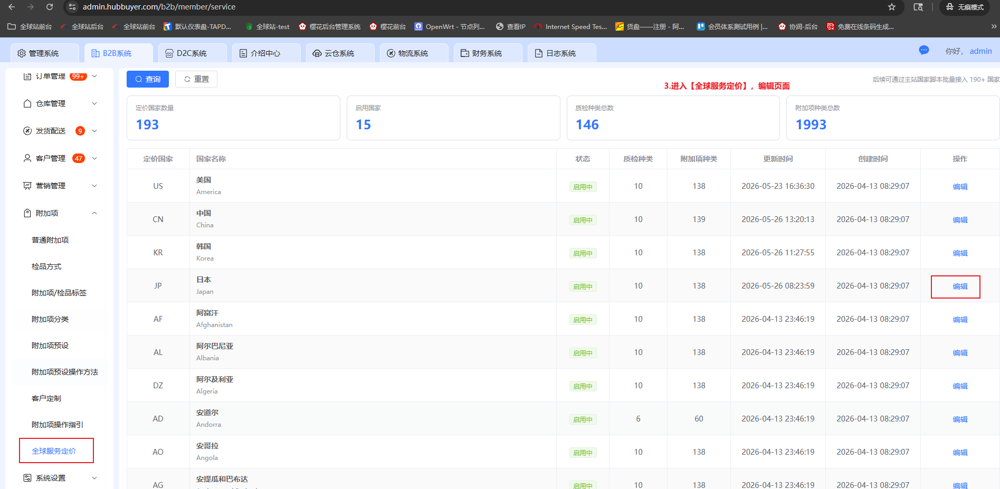 admin.hubbuyer.com/b2b/member/service
无痕模式
全球站前台 全球站后台 全球站前台 默认仪表盘-TAPD... 全球站-test 樱花后台管理系统 樱花前台 OpenWrt - 节点列... 查看IP Internet Speed Tes... 货盘——注册 - 阿... 会员体系测试用例 |... 协润-后台 免费在线条码生成... »
管理系统 B2B系统 D2C系统 介绍中心 云仓系统 物流系统 财务系统 日志系统 你好， admin
订单管理 99+
仓库管理
发货配送 9
客户管理 47
营销管理
附加项
普通附加项
检品方式
附加项/检品标签
附加项分类
附加项预设
附加项预设操作方法
客户定制
附加项操作指引
全球服务定价
系统设置
查询 重置
3.进入【全球服务定价】，编辑页面
后续可通过主站国家脚本批量接入 190+ 国家
定价国家数量 启用国家 质检种类总数 附加项种类总数
193 15 146 1993
定价国家 国家名称 状态 质检种类 附加项种类 更新时间 创建时间 操作
US 美国 America 启用中 10 138 2026-05-23 16:36:30 2026-04-13 08:29:07 编辑
CN 中国 China 启用中 10 139 2026-05-26 13:20:13 2026-04-13 08:29:07 编辑
KR 韩国 Korea 启用中 10 138 2026-05-26 11:27:55 2026-04-13 08:29:07 编辑
JP 日本 Japan 启用中 10 138 2026-05-26 08:23:59 2026-04-13 08:29:07 编辑
AF 阿富汗 Afghanistan 启用中 10 138 2026-04-13 23:46:19 2026-04-13 08:29:07 编辑
AL 阿尔巴尼亚 Albania 启用中 10 138 2026-04-13 23:46:19 2026-04-13 08:29:07 编辑
DZ 阿尔及利亚 Algeria 启用中 10 138 2026-04-13 23:46:19 2026-04-13 08:29:07 编辑
AD 安道尔 Andorra 启用中 6 60 2026-04-13 23:46:19 2026-04-13 08:29:07 编辑
AO 安哥拉 Angola 启用中 10 138 2026-04-13 23:46:19 2026-04-13 08:29:07 编辑
AG 安提瓜和巴布达 启用中 10 138 2026-04-13 23:46:19 2026-04-13 08:29:07 编辑